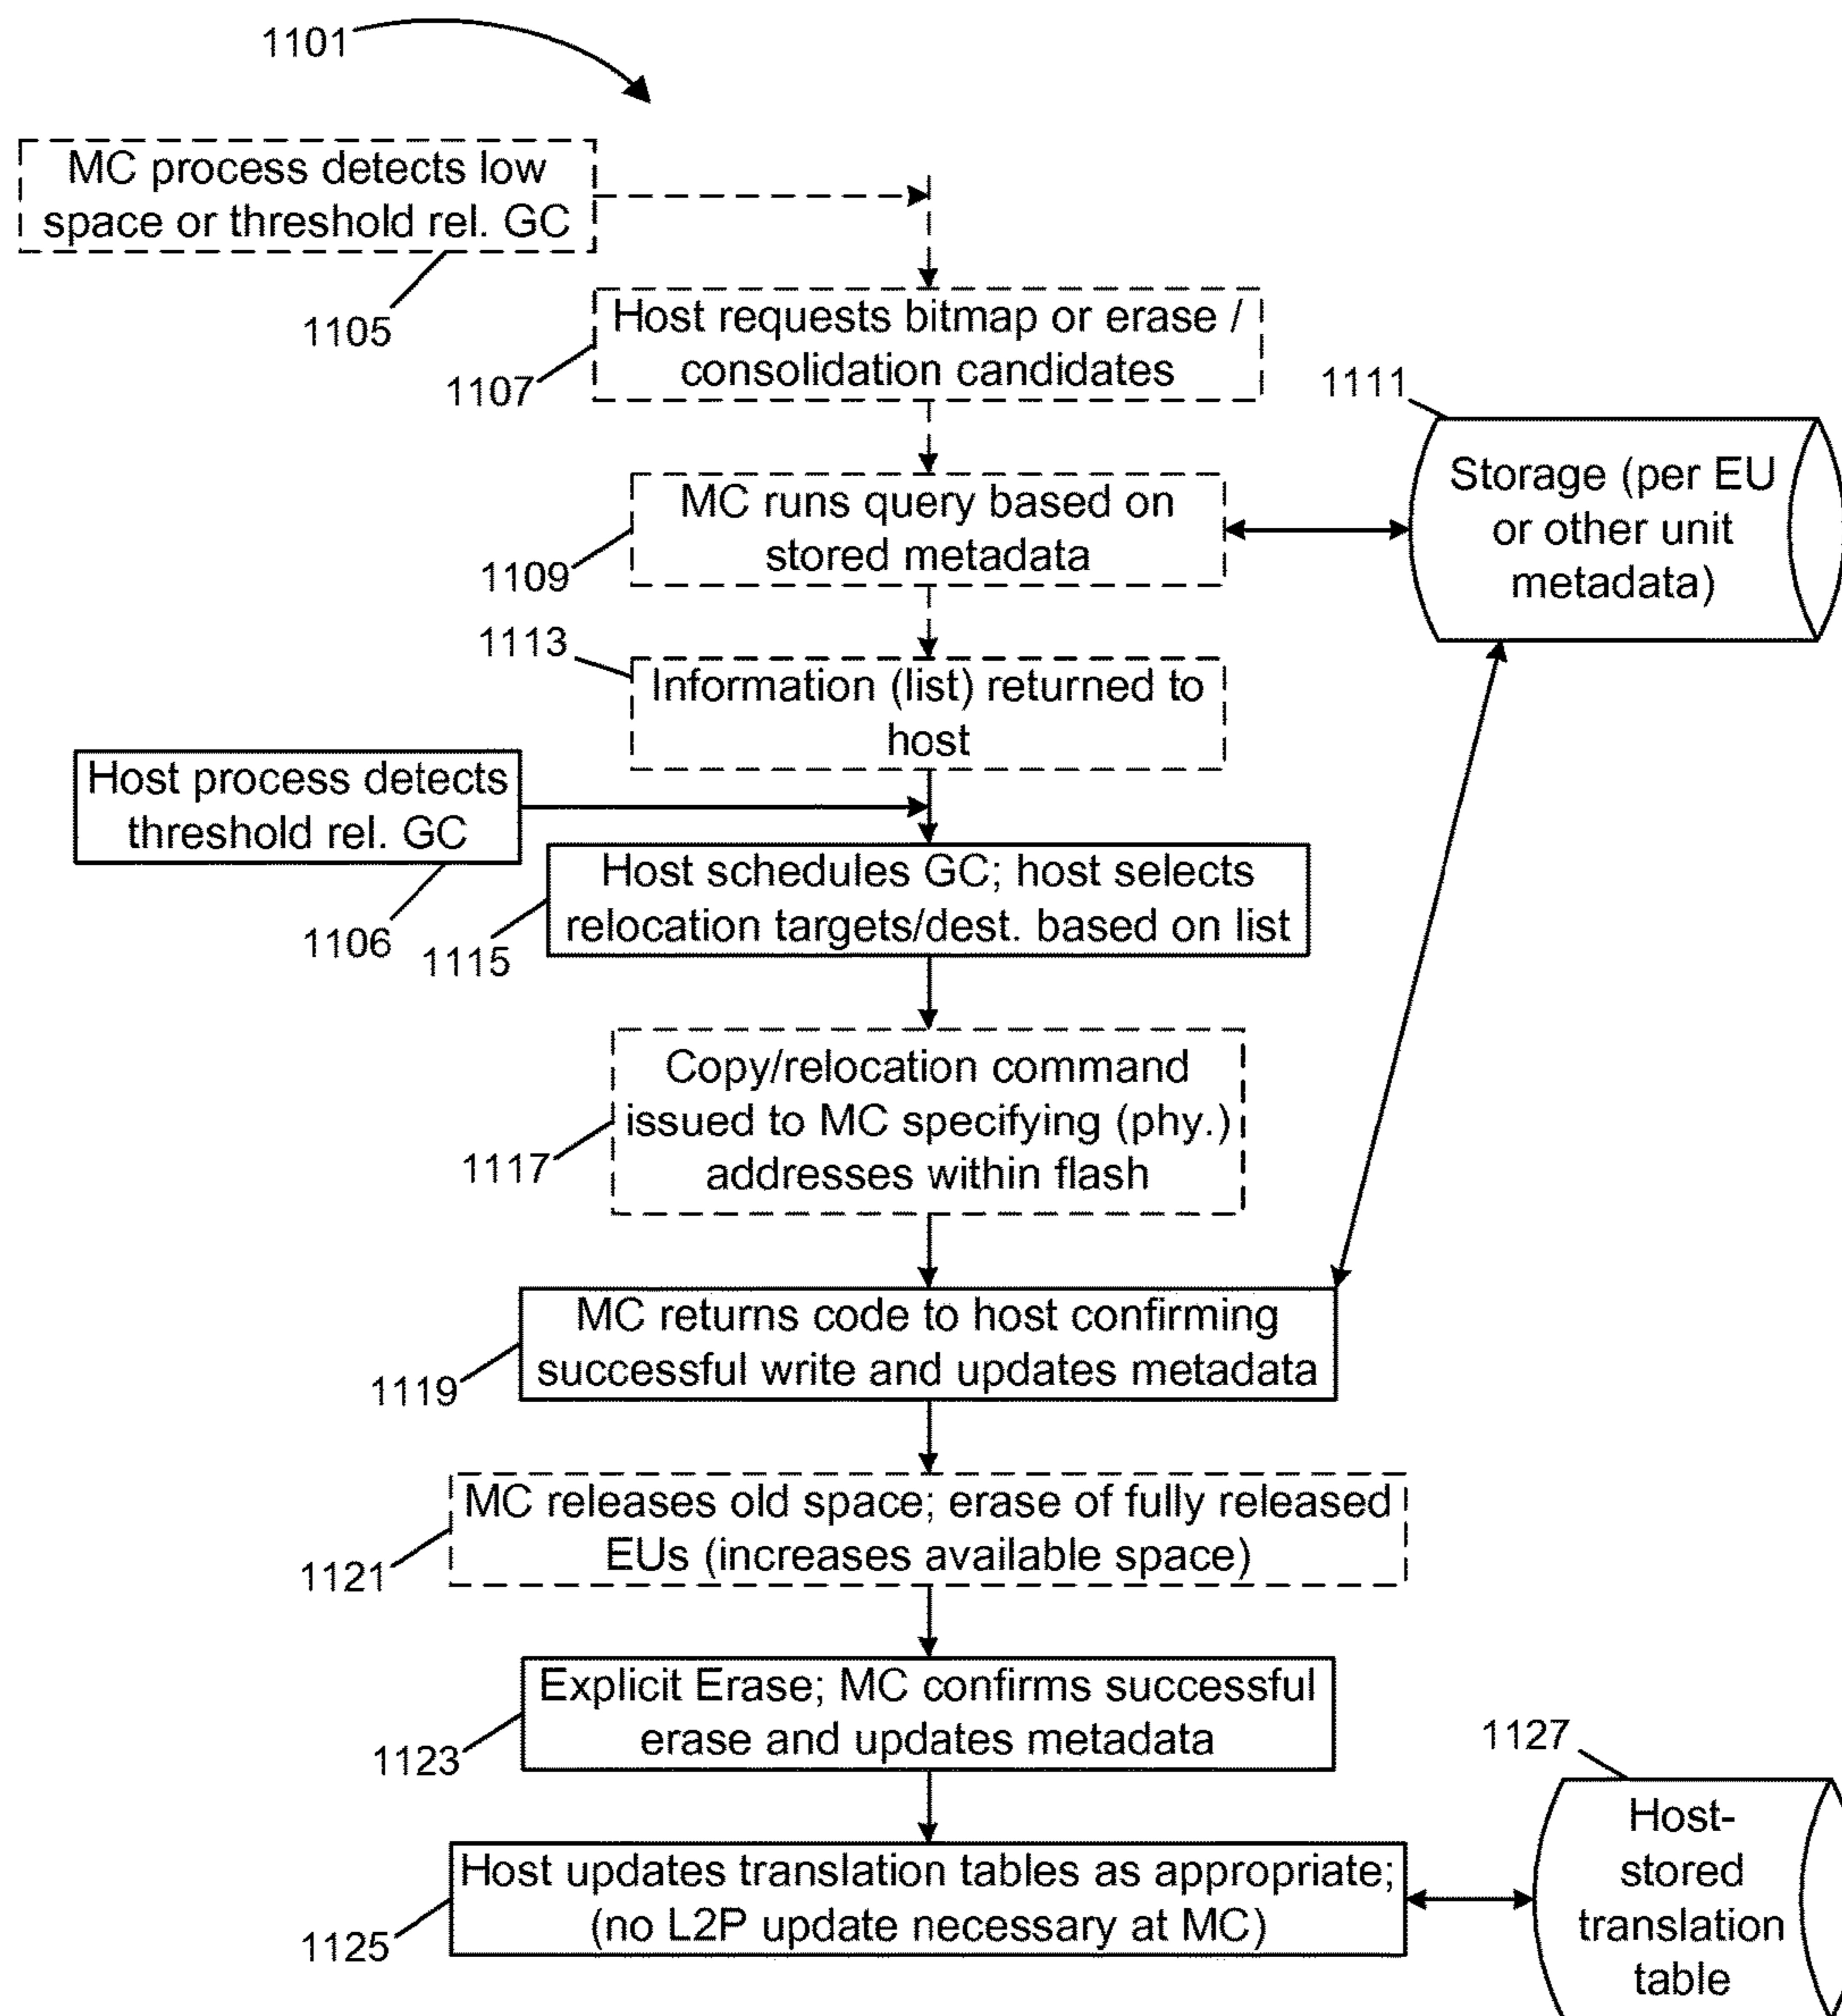 1101
MC process detects low
space or threshold rel. GC
1105
Host requests bitmap or erase /
consolidation candidates
1107
1111
MC runs query based on
stored metadata
1109
Storage (per EU
or other unit
metadata)
1113
Information (list) returned to
host
Host process detects
threshold rel. GC
1106
Host schedules GC; host selects
relocation targets/dest. based on list
1115
Copy/relocation command
issued to MC specifying (phy.)
addresses within flash
1117
MC returns code to host confirming
successful write and updates metadata
1119
MC releases old space; erase of fully released
EUs (increases available space)
1121
Explicit Erase; MC confirms successful
erase and updates metadata
1123
1127
Host updates translation tables as appropriate;
(no L2P update necessary at MC)
1125
Host-
stored
translation
table